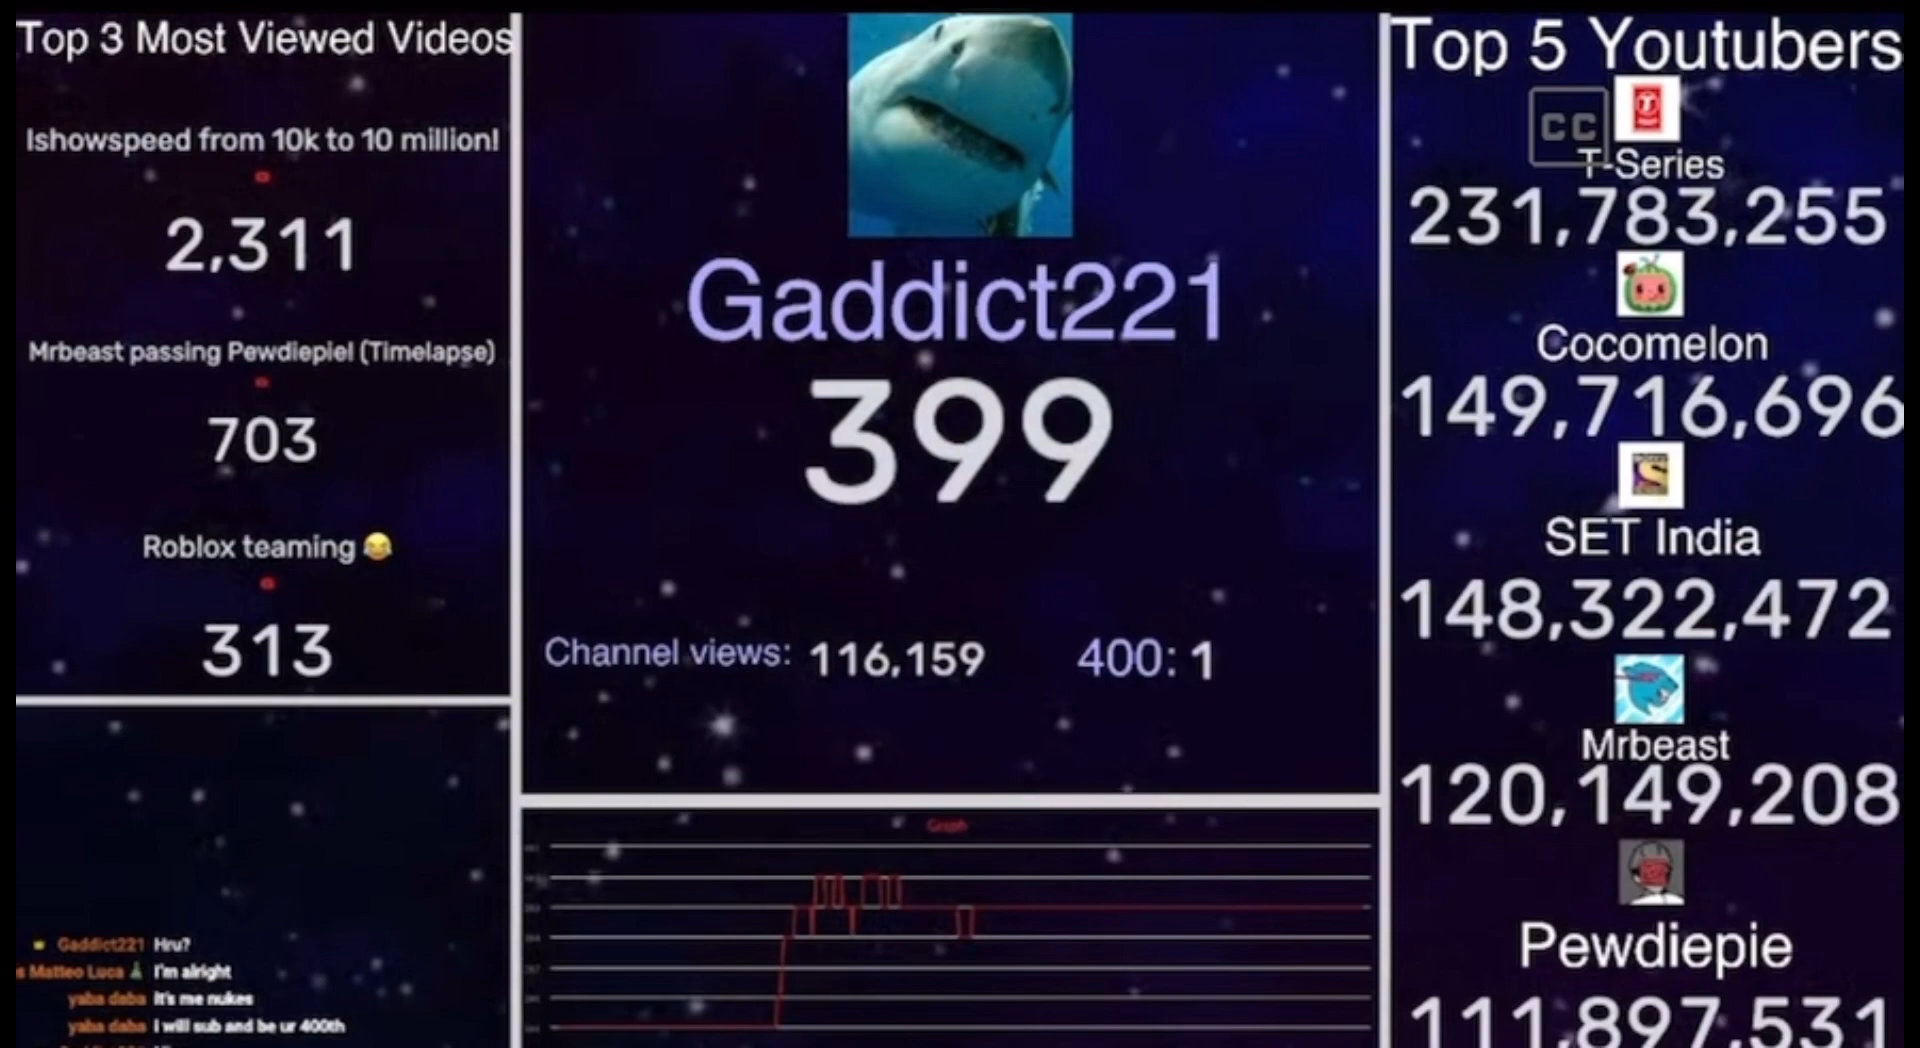 Top 3 Most Viewed Videos
Ishowspeed from 10k to 10 million!
2,311
Mrbeast passing Pewdiepie! (Timelapse)
703
Roblox teaming 😂
313
Gaddict221 Hru?
s Matteo Luca I'm alright
yaba daba It's me nukes
yaba daba I will sub and be ur 400th
Gaddict221
399
Channel views: 116,159
400: 1
Graph
Top 5 Youtubers
CC
T-Series
231,783,255
Cocomelon
149,716,696
SET India
148,322,472
Mrbeast
120,149,208
Pewdiepie
111,897,531